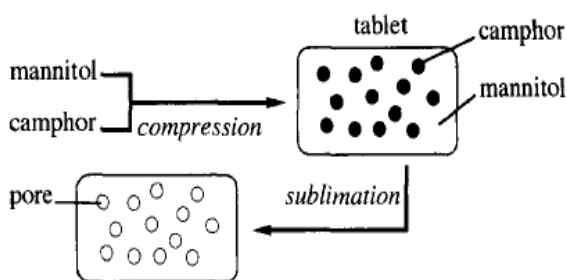 tablet
camphor
mannitol
mannitol
camphor
compression
sublimation
pore